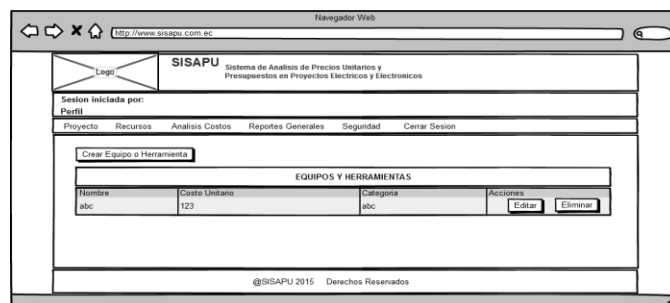 Navegador Web
http://www.sisapu.com.ec
Logo
SISAPU Sistema de Analisis de Precios Unitarios y
Presupuestos en Proyectos Electricos y Electronicos
Sesion iniciada por:
Perfil
Proyecto Recursos Analisis Costos Reportes Generales Seguridad Cerrar Sesion
Crear Equipo o Herramienta
EQUIPOS Y HERRAMIENTAS
Nombre Costo Unitario Categoria Acciones
abc 123 abc Editar Eliminar
@SISAPU 2015 Derechos Reservados